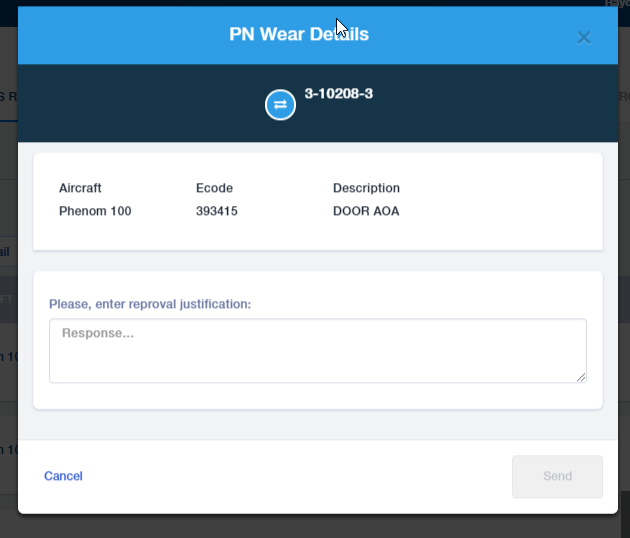 PN Wear Details
3-10208-3
Aircraft Ecode Description
Phenom 100 393415 DOOR AOA
Please, enter reproval justification:
Response...
Cancel Send